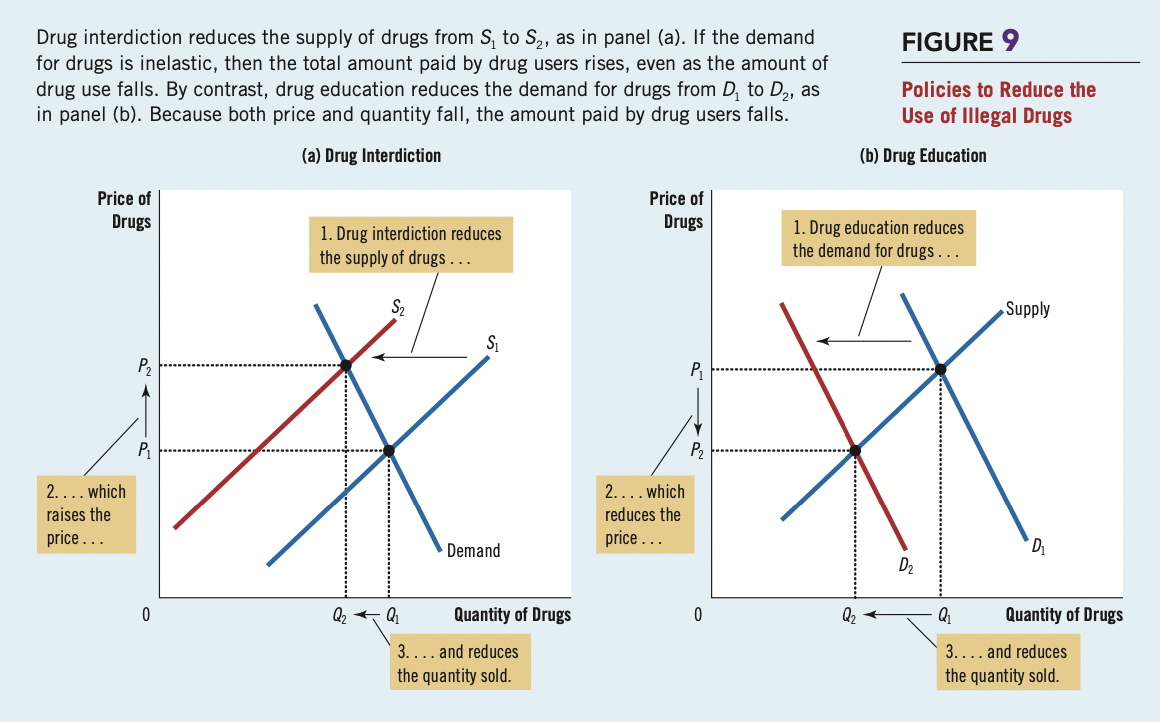 Drug interdiction reduces the supply of drugs from S1 to S2, as in panel (a). If the demand
for drugs is inelastic, then the total amount paid by drug users rises, even as the amount of
drug use falls. By contrast, drug education reduces the demand for drugs from D1 to D2, as
in panel (b). Because both price and quantity fall, the amount paid by drug users falls.
FIGURE 9
Policies to Reduce the
Use of Illegal Drugs
(a) Drug Interdiction
Price of
Drugs
1. Drug interdiction reduces
the supply of drugs . . .
S2
S1
P2
P1
2. . . . which
raises the
price . . .
Demand
0
Q2
Q1
Quantity of Drugs
3. . . . and reduces
the quantity sold.
(b) Drug Education
Price of
Drugs
1. Drug education reduces
the demand for drugs . . .
Supply
P1
P2
2. . . . which
reduces the
price . . .
D1
D2
0
Q2
Q1
Quantity of Drugs
3. . . . and reduces
the quantity sold.